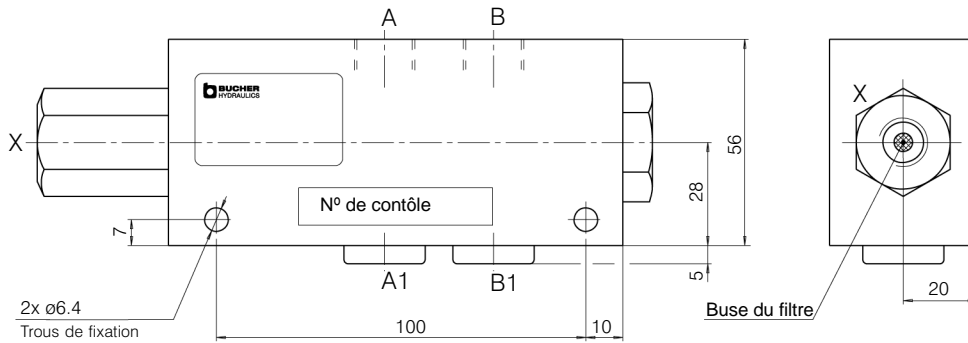 A
B
BUCHER
HYDRAULICS
X
X
56
28
Nº de contôle
7
A1
B1
5
2x ø6.4
Trous de fixation
Buse du filtre
20
100
10